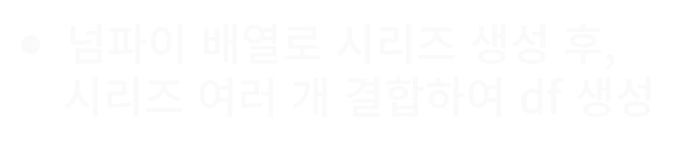 • 넘파이 배열로 시리즈 생성 후,
시리즈 여러 개 결합하여 df 생성